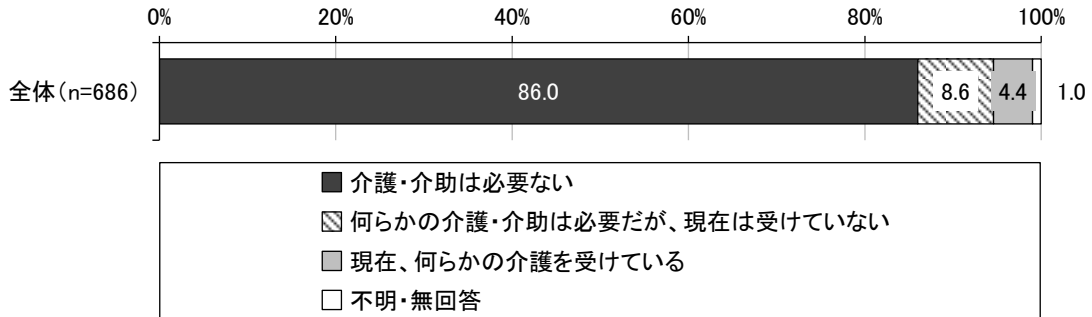 0% 20% 40% 60% 80% 100%
全体(n=686) 86.0 8.6 4.4 1.0
介護・介助は必要ない
何らかの介護・介助は必要だが、現在は受けていない
現在、何らかの介護を受けている
不明・無回答